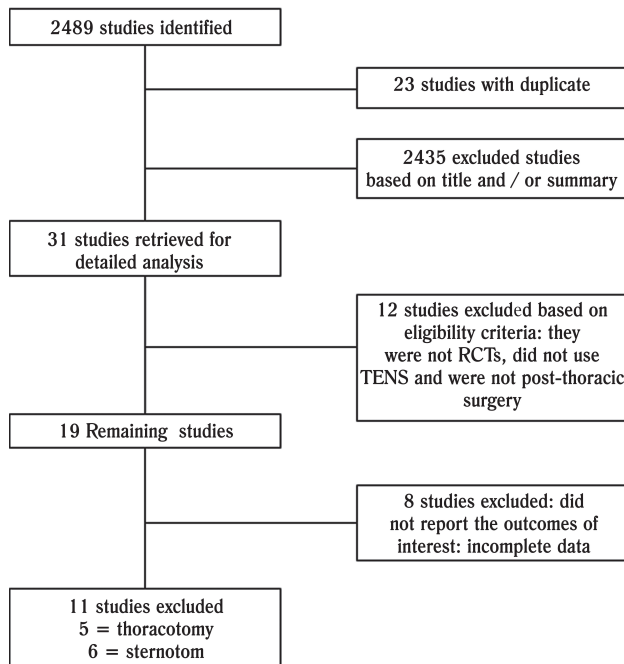 2489 studies identified
23 studies with duplicate
2435 excluded studies
based on title and / or summary
31 studies retrieved for
detailed analysis
12 studies excluded based on
eligibility criteria: they
were not RCTs, did not use
TENS and were not post-thoracic
surgery
19 Remaining studies
8 studies excluded: did
not report the outcomes of
interest: incomplete data
11 studies excluded
5 = thoracotomy
6 = sternotom